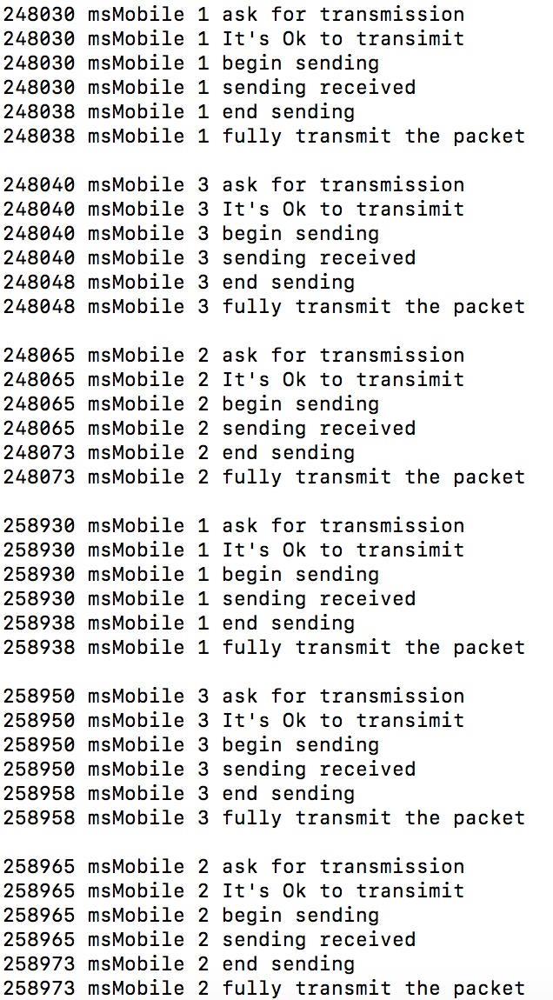 248030 msMobile 1 ask for transmission
248030 msMobile 1 It's Ok to transimit
248030 msMobile 1 begin sending
248030 msMobile 1 sending received
248038 msMobile 1 end sending
248038 msMobile 1 fully transmit the packet
248040 msMobile 3 ask for transmission
248040 msMobile 3 It's Ok to transimit
248040 msMobile 3 begin sending
248040 msMobile 3 sending received
248048 msMobile 3 end sending
248048 msMobile 3 fully transmit the packet
248065 msMobile 2 ask for transmission
248065 msMobile 2 It's Ok to transimit
248065 msMobile 2 begin sending
248065 msMobile 2 sending received
248073 msMobile 2 end sending
248073 msMobile 2 fully transmit the packet
258930 msMobile 1 ask for transmission
258930 msMobile 1 It's Ok to transimit
258930 msMobile 1 begin sending
258930 msMobile 1 sending received
258938 msMobile 1 end sending
258938 msMobile 1 fully transmit the packet
258950 msMobile 3 ask for transmission
258950 msMobile 3 It's Ok to transimit
258950 msMobile 3 begin sending
258950 msMobile 3 sending received
258958 msMobile 3 end sending
258958 msMobile 3 fully transmit the packet
258965 msMobile 2 ask for transmission
258965 msMobile 2 It's Ok to transimit
258965 msMobile 2 begin sending
258965 msMobile 2 sending received
258973 msMobile 2 end sending
258973 msMobile 2 fully transmit the packet